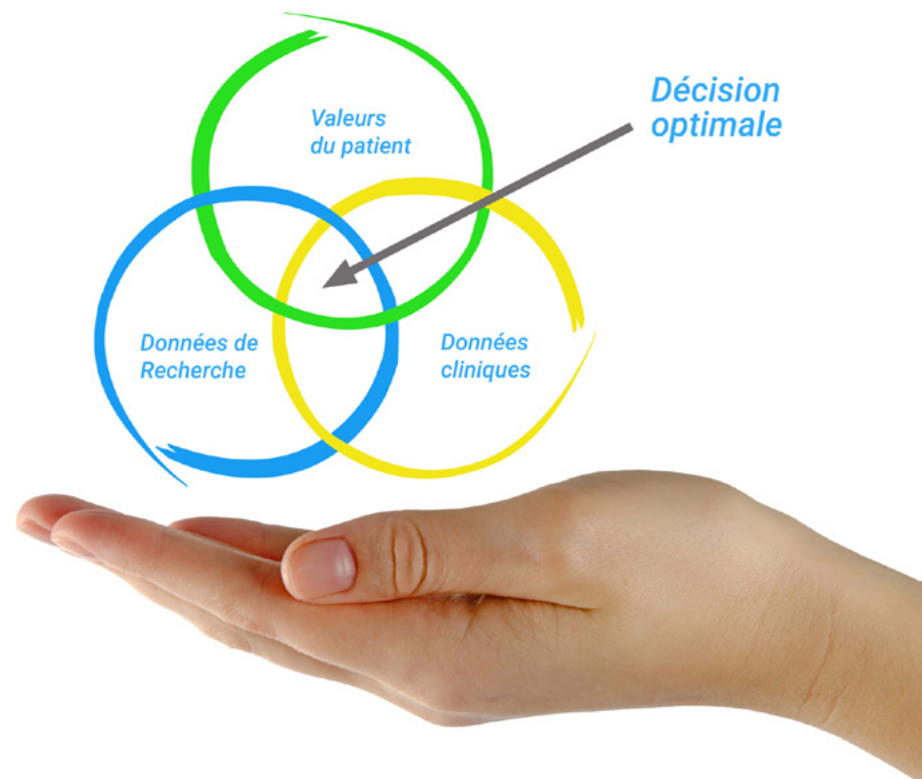 Valeurs
du patient
Décision
optimale
Données de
Recherche
Données
cliniques